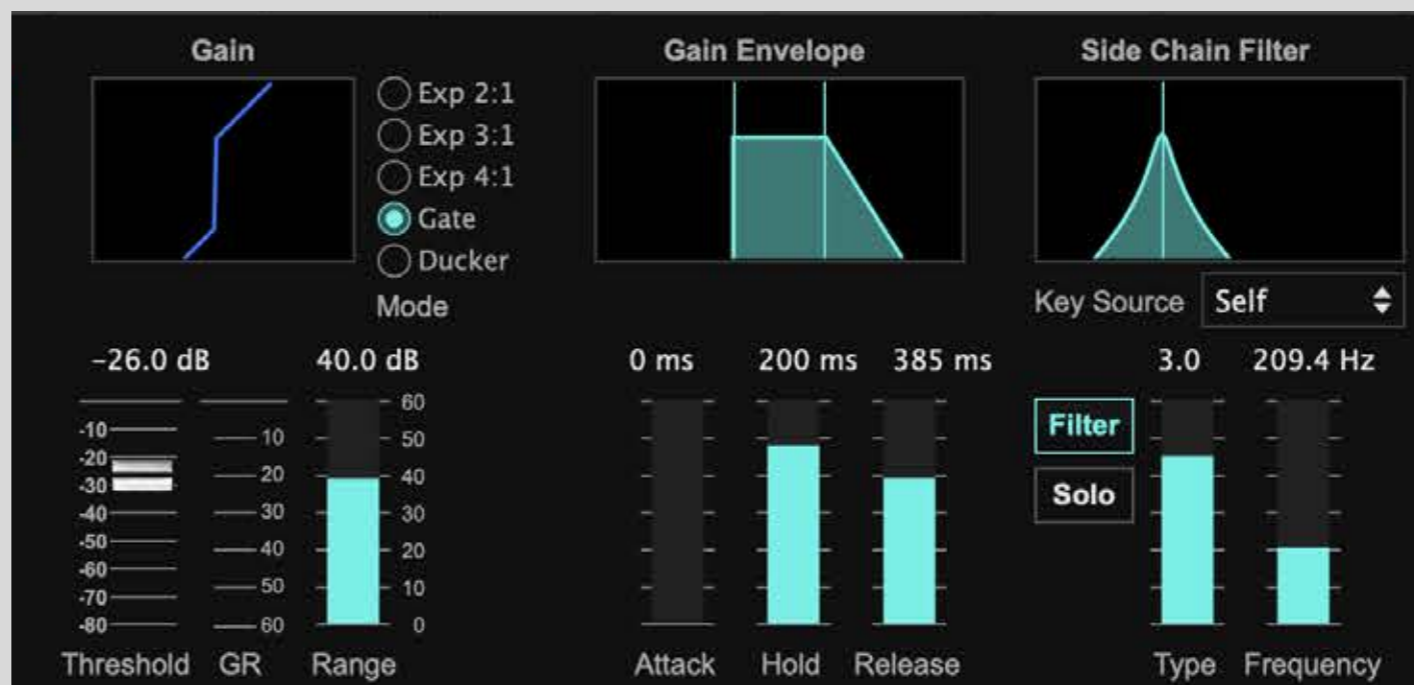 Gain
Gain Envelope
Side Chain Filter
Exp 2:1
Exp 3:1
Exp 4:1
Gate
Ducker
Mode
Key Source Self
-26.0 dB 40.0 dB 0 ms 200 ms 385 ms 3.0 209.4 Hz
-10
-20
-30
-40
-50
-60
-70
-80
10
20
30
40
50
60
60
50
40
30
20
10
0
Filter
Solo
Threshold GR Range Attack Hold Release Type Frequency